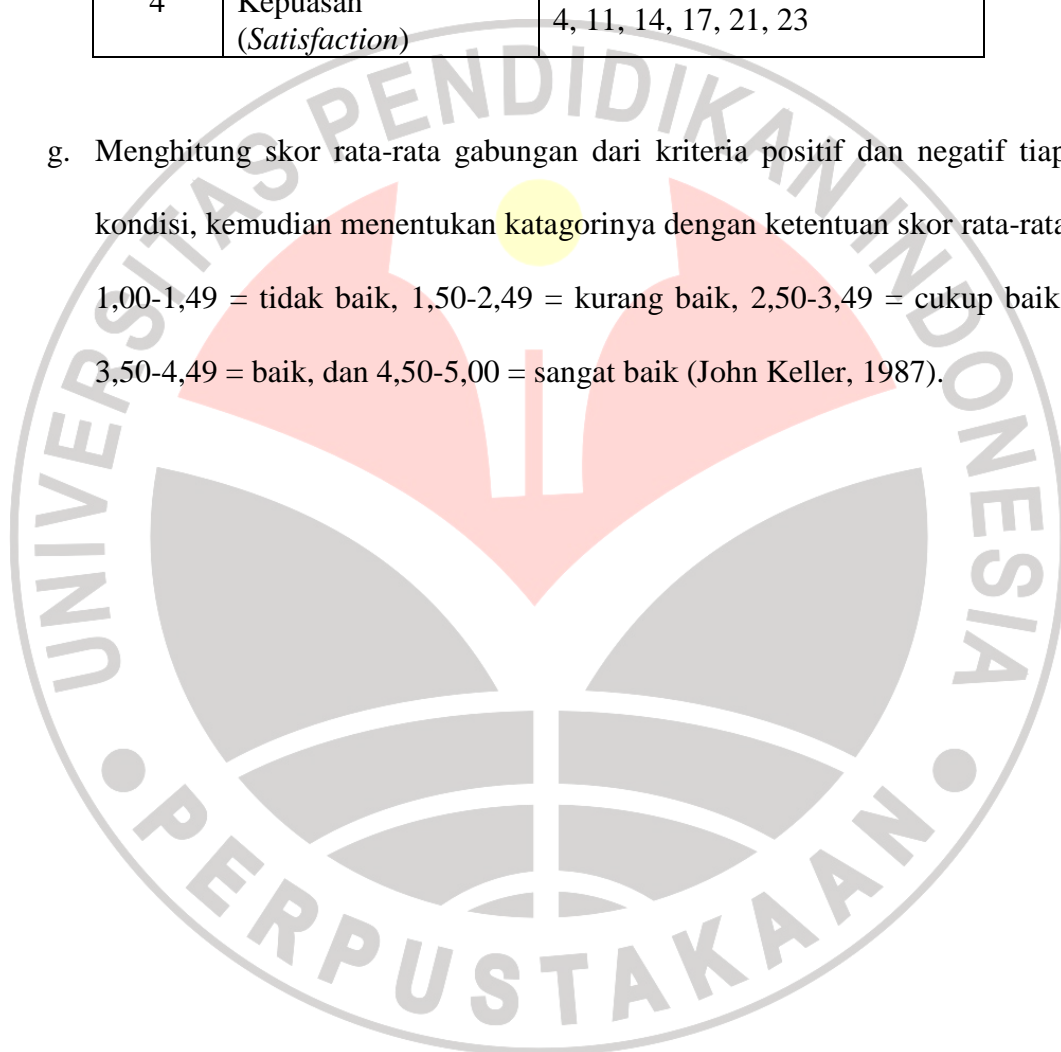 4 Kepuasan
(Satisfaction) 4, 11, 14, 17, 21, 23
g. Menghitung skor rata-rata gabungan dari kriteria positif dan negatif tiap
kondisi, kemudian menentukan katagorinya dengan ketentuan skor rata-rata
1,00-1,49 = tidak baik, 1,50-2,49 = kurang baik, 2,50-3,49 = cukup baik
3,50-4,49 = baik, dan 4,50-5,00 = sangat baik (John Keller, 1987).
UNIVERSITAS PENDIDIKAN INDONESIA
PERPUSTAKAAN